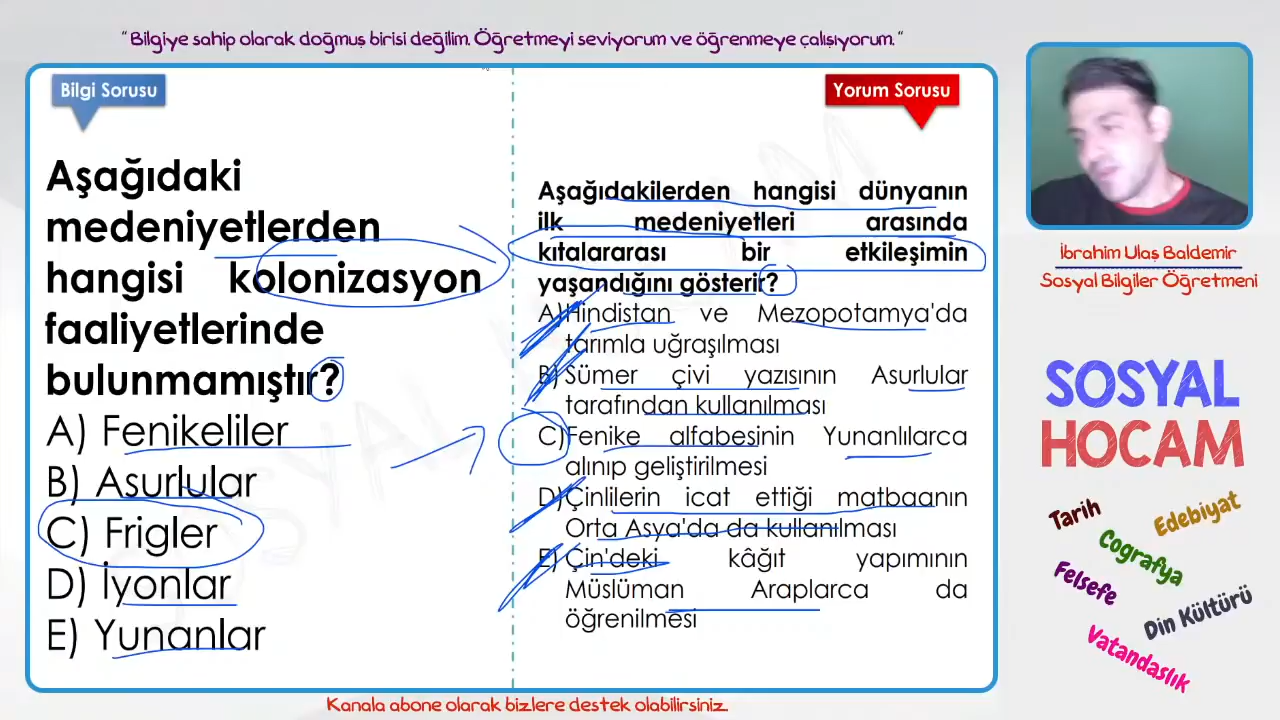 “Bilgiye sahip olarak doğmuş birisi değilim. Öğretmeyi seviyorum ve öğrenmeye çalışıyorum.“
Bilgi Sorusu
Aşağıdaki
medeniyetlerden
hangisi kolonizasyon
faaliyetlerinde
bulunmamıştır?
A) Fenikeliler
B) Asurlular
C) Frigler
D) İyonlar
E) Yunanlar
Yorum Sorusu
Aşağıdakilerden hangisi dünyanın
ilk medeniyetleri arasında
kıtalararası bir etkileşimin
yaşandığını gösterir?
A) Hindistan ve Mezopotamya'da
tarımla uğraşılması
B) Sümer çivi yazısının Asurlular
tarafından kullanılması
C) Fenike alfabesinin Yunanlılarca
alınıp geliştirilmesi
D) Çinlilerin icat ettiği matbaanın
Orta Asya'da da kullanılması
E) Çin'deki kâğıt yapımının
Müslüman Araplarca da
öğrenilmesi
İbrahim Ulaş Baldemir
Sosyal Bilgiler Öğretmeni
SOSYAL
HOCAM
Tarih
Edebiyat
Coğrafya
Felsefe
Din Kültürü
Vatandaşlık
Kanala abone olarak bizlere destek olabilirsiniz.